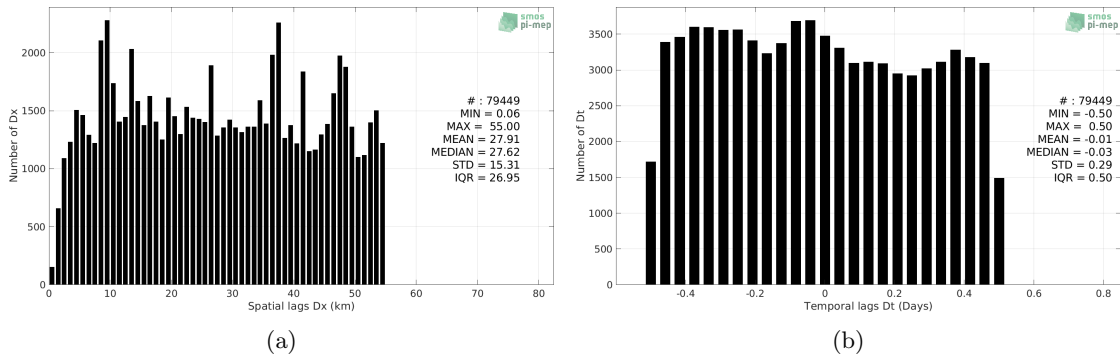 smos
pi-mep
Number of Dx
2000
1500
1000
500
0
# : 79449
MIN = 0.06
MAX = 55.00
MEAN = 27.91
MEDIAN = 27.62
STD = 15.31
IQR = 26.95
0 10 20 30 40 50 60 70 80
Spatial lags Dx (km)
(a)
smos
pi-mep
Number of Dt
3500
3000
2500
2000
1500
1000
500
0
# : 79449
MIN = -0.50
MAX = 0.50
MEAN = -0.01
MEDIAN = -0.03
STD = 0.29
IQR = 0.50
-0.4 -0.2 0 0.2 0.4 0.6 0.8
Temporal lags Dt (Days)
(b)